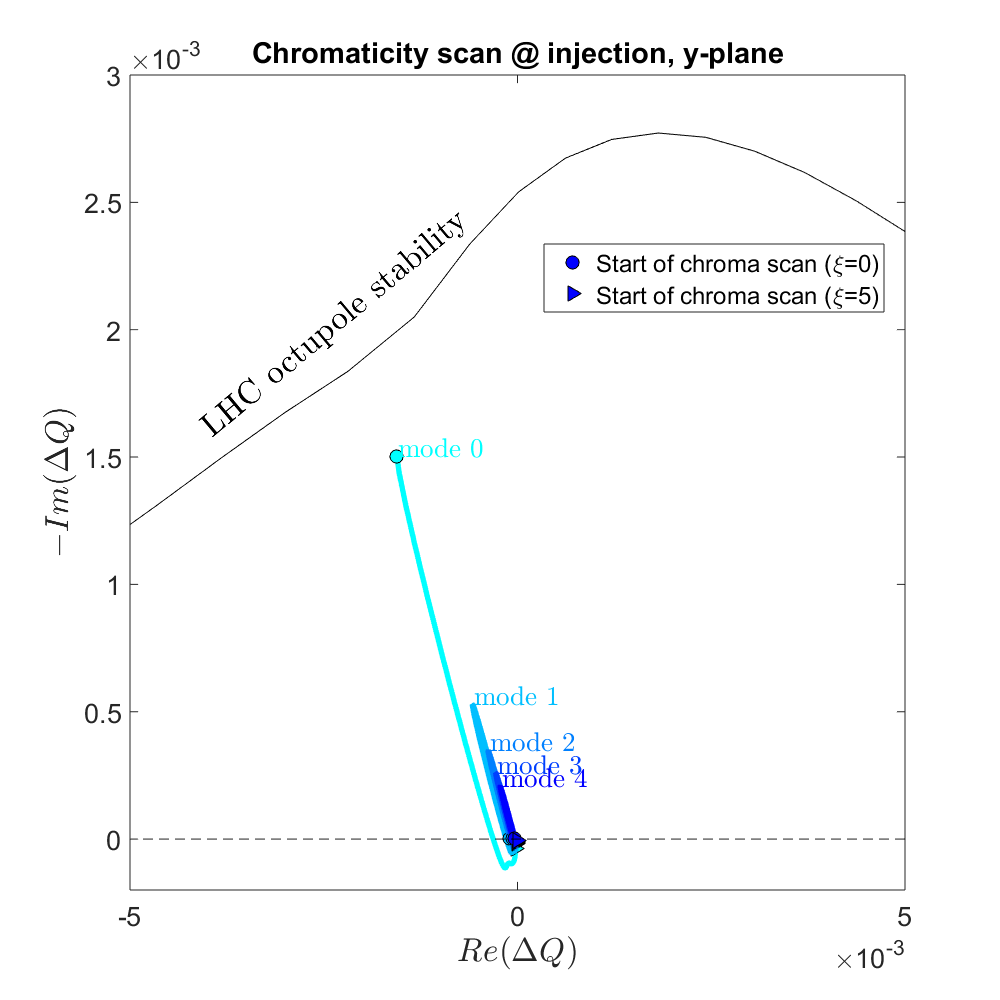 Chromaticity scan @ injection, y-plane
×10⁻³
3
2.5
2
1.5
1
0.5
0
−Im(ΔQ)
LHC octupole stability
Start of chroma scan (ξ=0)
Start of chroma scan (ξ=5)
mode 0
mode 1
mode 2
mode 3
mode 4
-5
0
5
Re(ΔQ)
×10⁻³